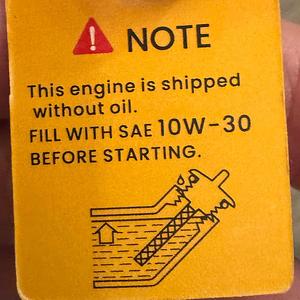 NOTE
This engine is shipped
without oil.
FILL WITH SAE 10W-30
BEFORE STARTING.